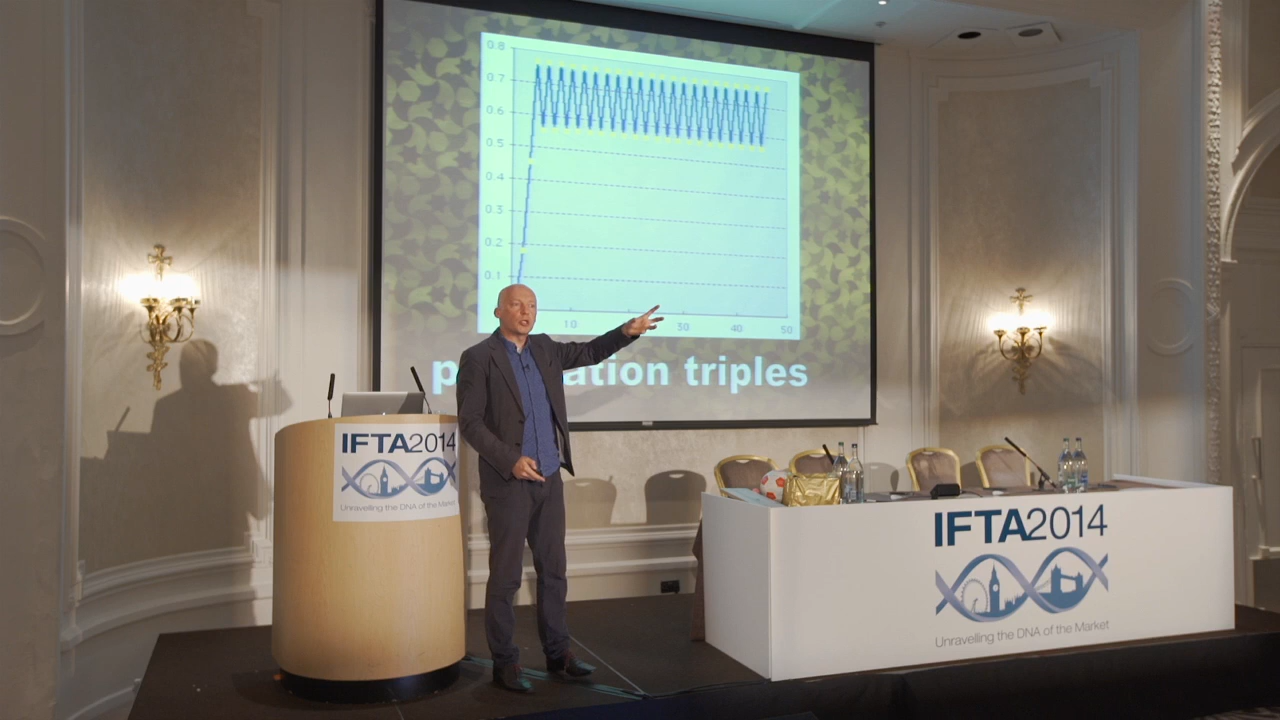 0.8
0.7
0.6
0.5
0.4
0.3
0.2
0.1
10
30
40
50
triples
IFTA2014
Unravelling the DNA of the Market
IFTA2014
Unravelling the DNA of the Market